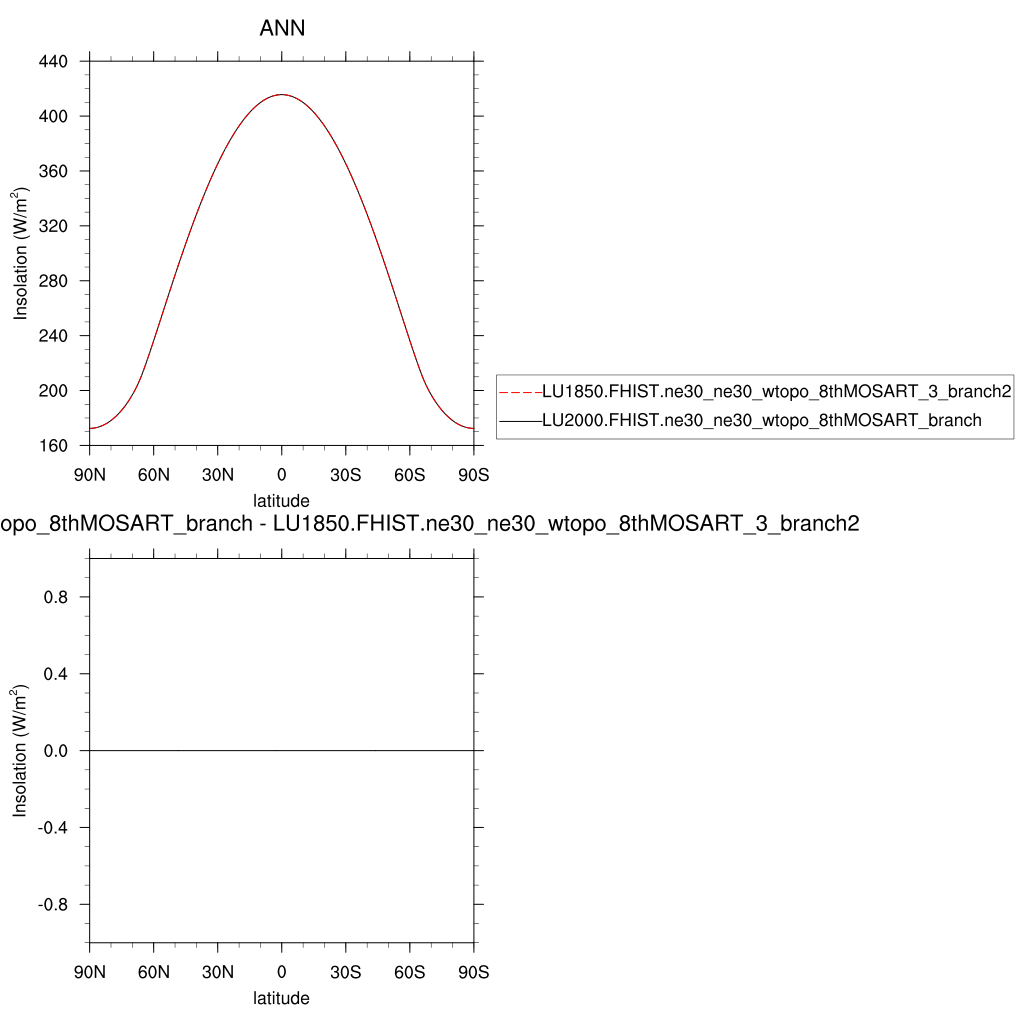 ANN
440
400
360
320
280
240
200
160
Insolation (W/m²)
90N 60N 30N 0 30S 60S 90S
latitude
LU1850.FHIST.ne30_ne30_wtopo_8thMOSART_3_branch2
LU2000.FHIST.ne30_ne30_wtopo_8thMOSART_branch
opo_8thMOSART_branch - LU1850.FHIST.ne30_ne30_wtopo_8thMOSART_3_branch2
0.8
0.4
0.0
-0.4
-0.8
Insolation (W/m²)
90N 60N 30N 0 30S 60S 90S
latitude